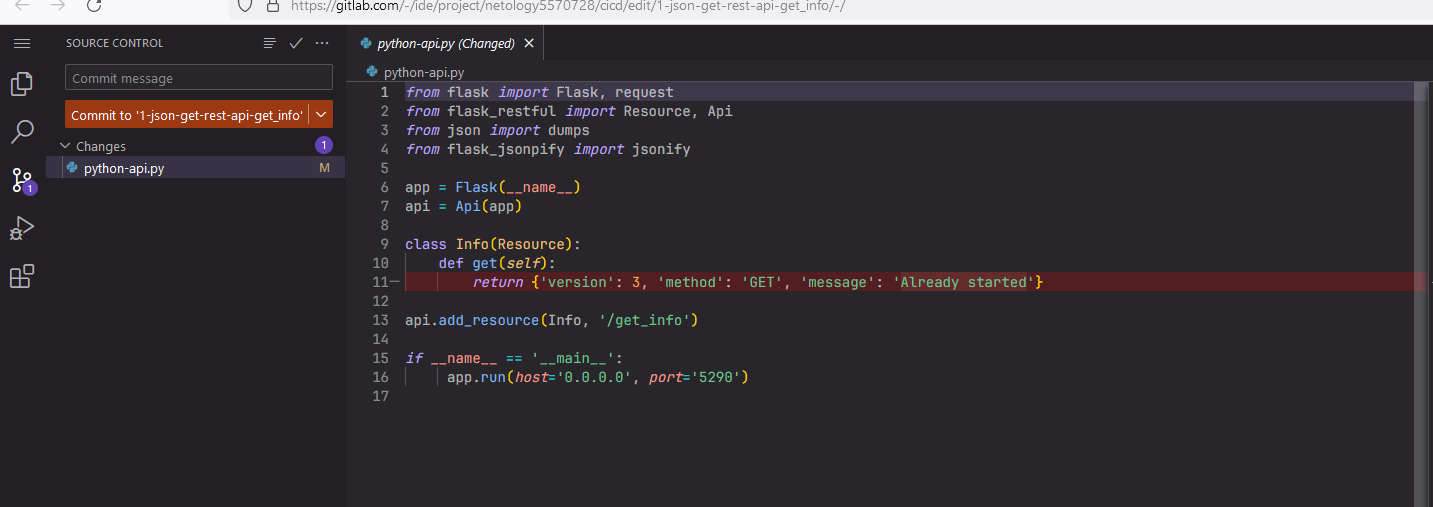 https://gitlab.com/-/ide/project/netology5570728/cicd/edit/1-json-get-rest-api-get_info/-/
SOURCE CONTROL
Commit message
Commit to '1-json-get-rest-api-get_info'
Changes 1
python-api.py M
1
python-api.py (Changed)
python-api.py
1 from flask import Flask, request
2 from flask_restful import Resource, Api
3 from json import dumps
4 from flask_jsonpify import jsonify
5
6 app = Flask(__name__)
7 api = Api(app)
8
9 class Info(Resource):
10 def get(self):
11 return {'version': 3, 'method': 'GET', 'message': 'Already started'}
12
13 api.add_resource(Info, '/get_info')
14
15 if __name__ == '__main__':
16 app.run(host='0.0.0.0', port='5290')
17